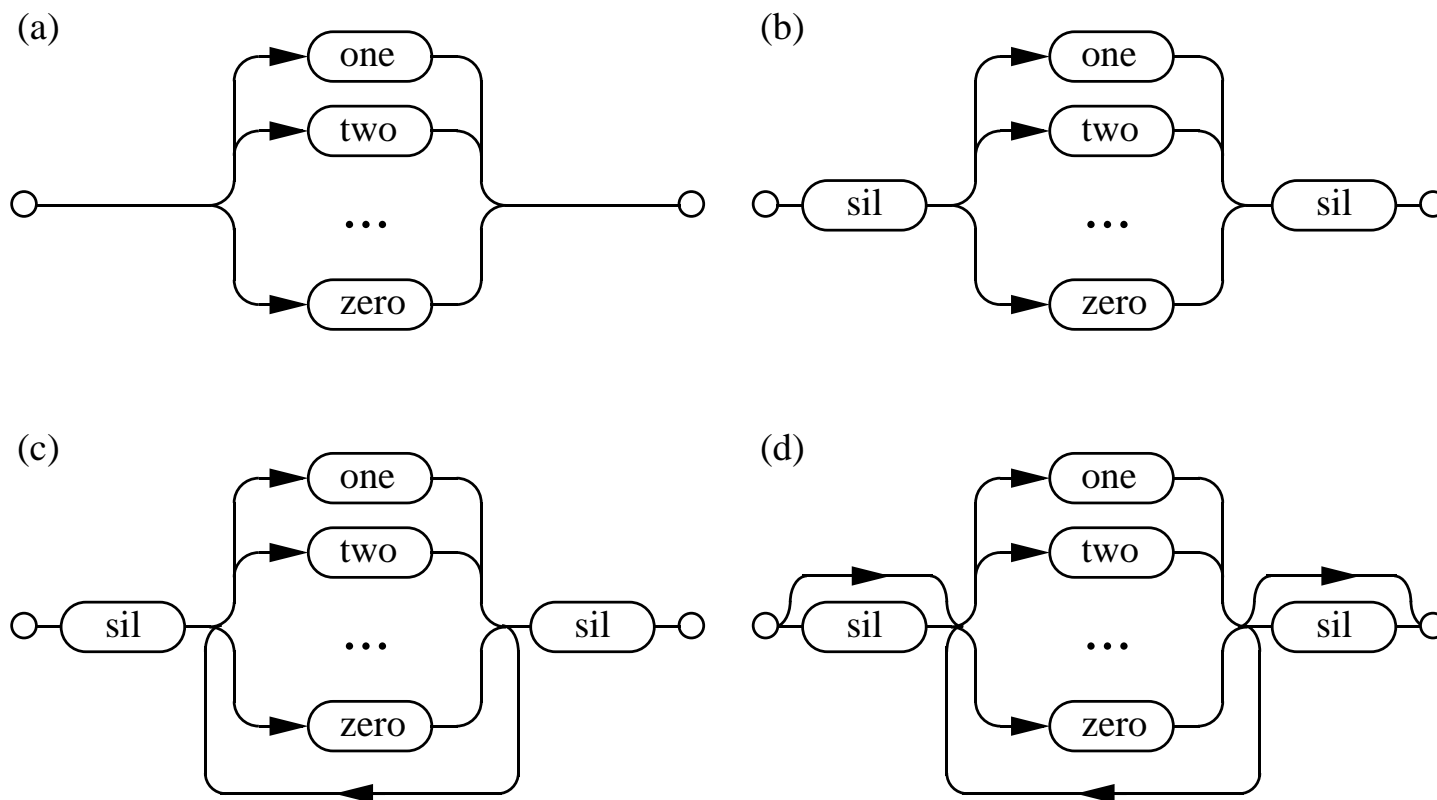 (a)
one
two
...
zero
(b)
one
two
sil
sil
...
zero
(c)
one
two
sil
sil
...
zero
(d)
one
two
sil
sil
...
zero